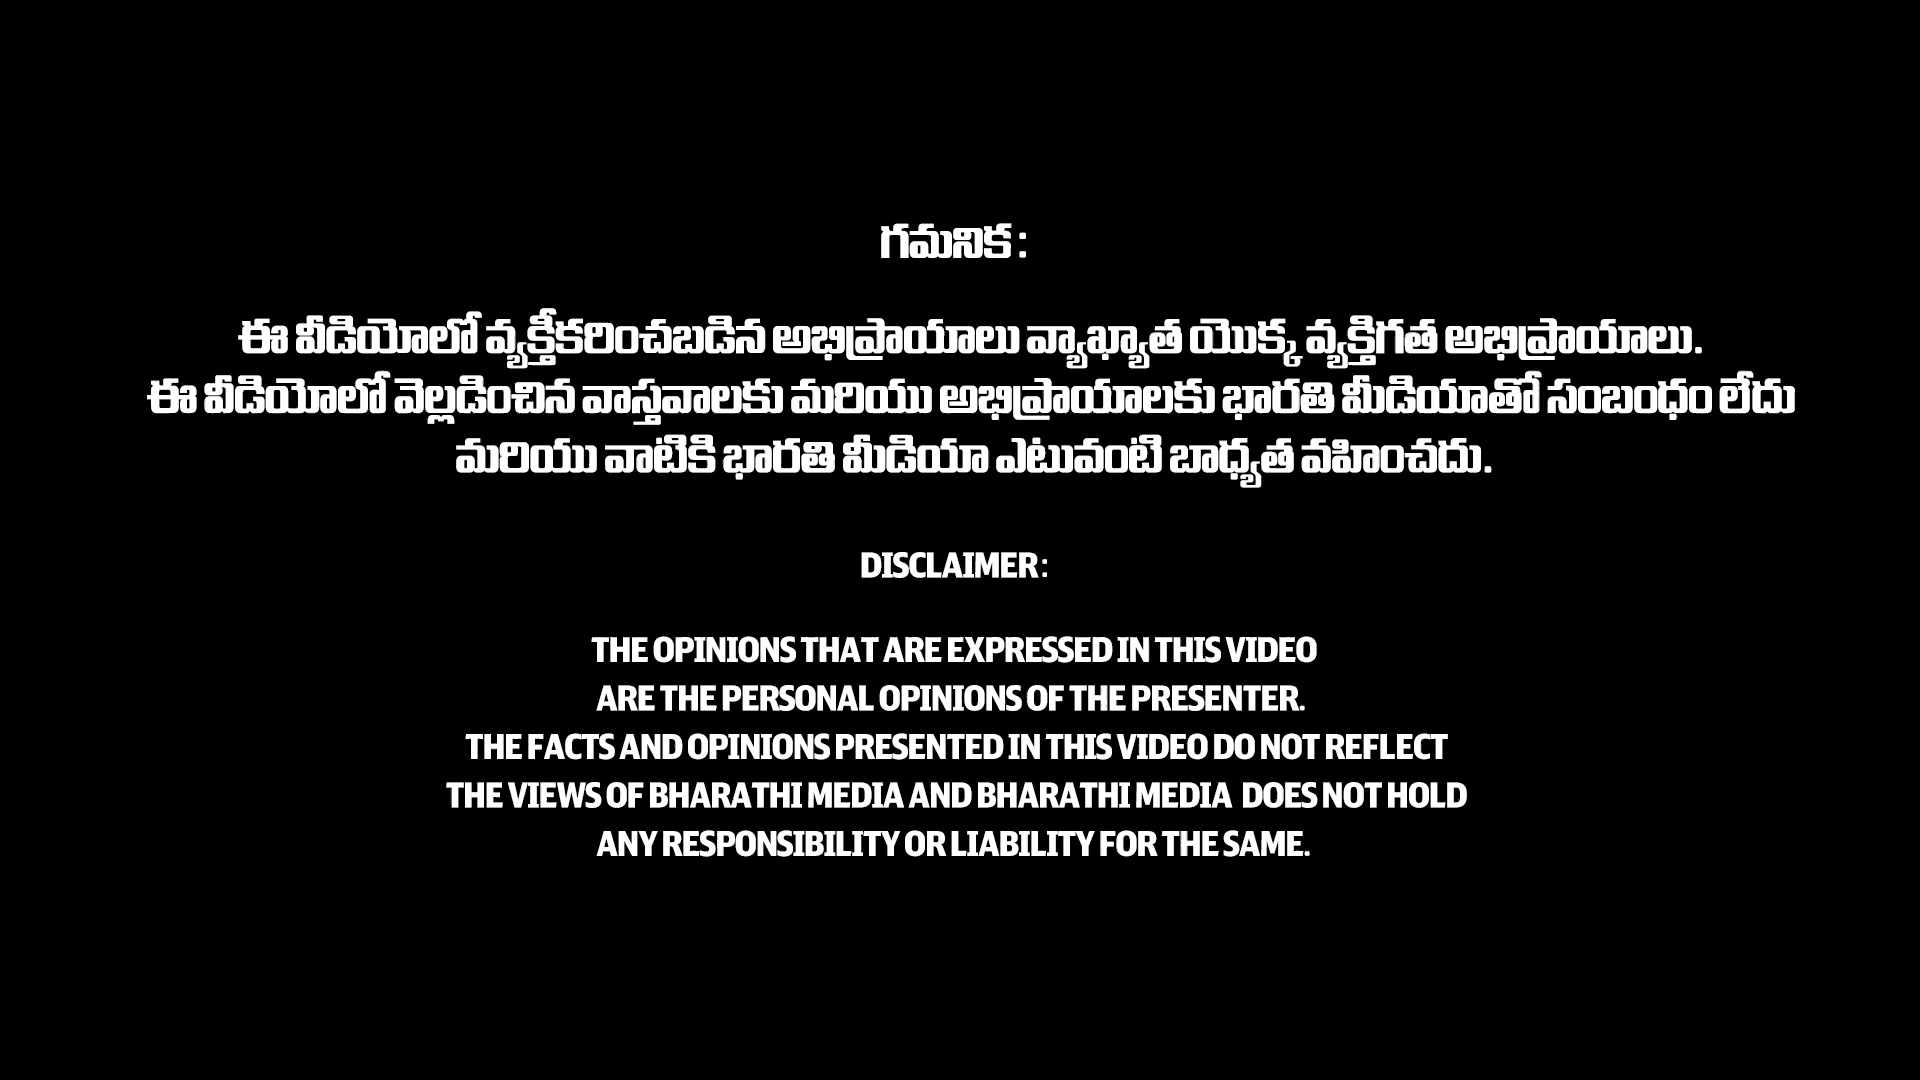 గమనిక :
ఈ వీడియోలో వ్యక్తీకరించబడిన అభిప్రాయాలు వ్యాఖ్యాత యొక్క వ్యక్తిగత అభిప్రాయాలు.
ఈ వీడియోలో వెల్లడించిన వాస్తవాలకు మరియు అభిప్రాయాలకు భారతి మీడియాతో సంబంధం లేదు
మరియు వాటికి భారతి మీడియా ఎటువంటి బాధ్యత వహించదు.
DISCLAIMER :
THE OPINIONS THAT ARE EXPRESSED IN THIS VIDEO
ARE THE PERSONAL OPINIONS OF THE PRESENTER.
THE FACTS AND OPINIONS PRESENTED IN THIS VIDEO DO NOT REFLECT
THE VIEWS OF BHARATHI MEDIA AND BHARATHI MEDIA DOES NOT HOLD
ANY RESPONSIBILITY OR LIABILITY FOR THE SAME.